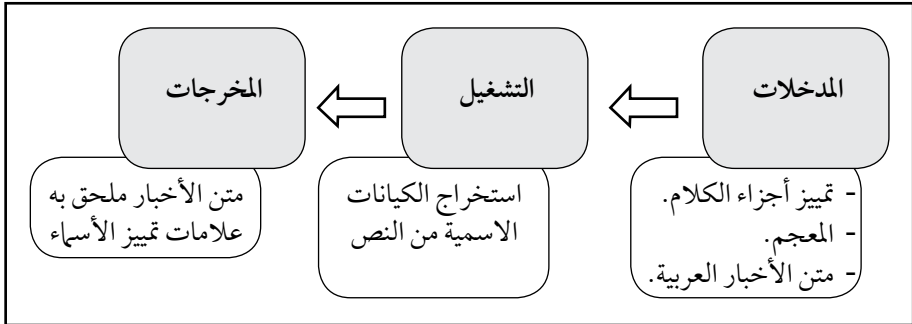 المدخلات
- تمييز أجزاء الكلام.
- المعجم.
- متن الأخبار العربية.
التشغيل
استخراج الكيانات
الاسمية من النص
المخرجات
متن الأخبار ملحق به
علامات تمييز الأسماء